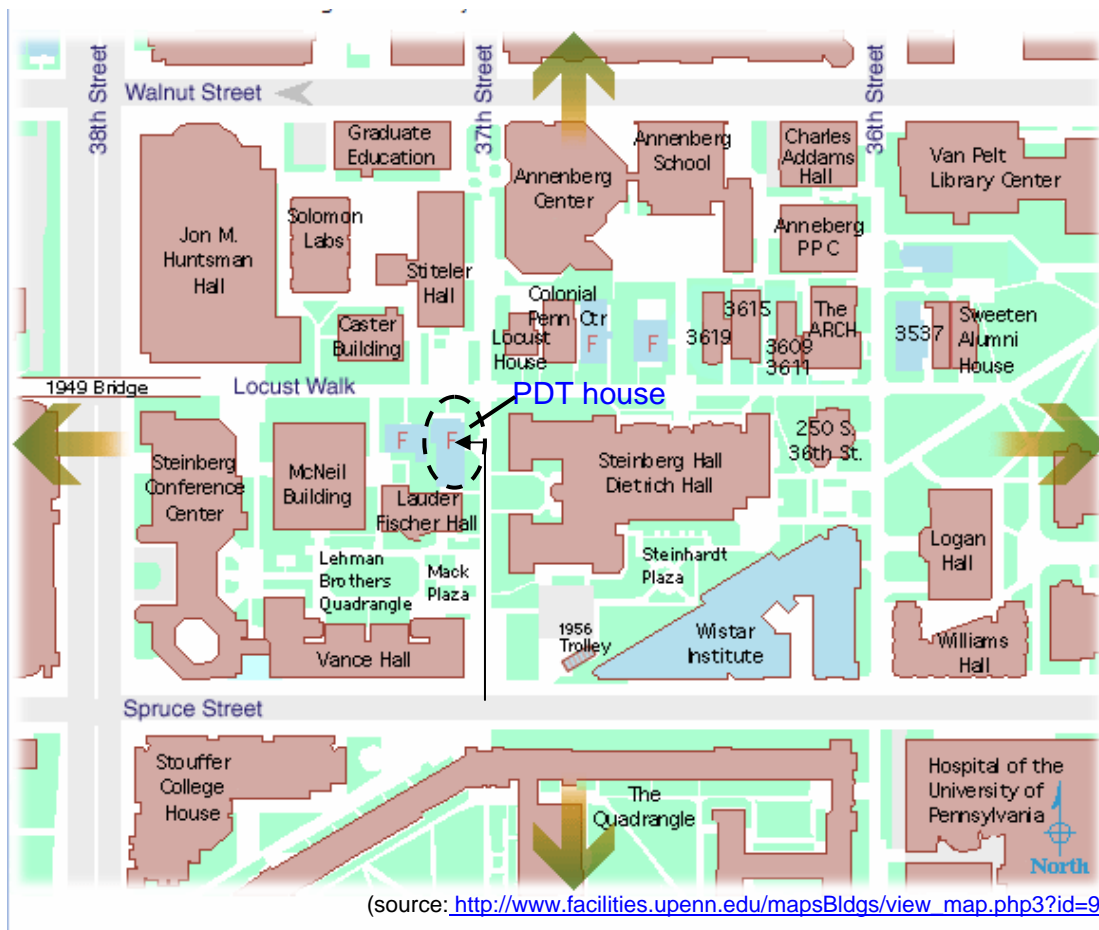 38th Street
Walnut Street
37th Street
36th Street
Graduate
Education
Annenberg
School
Charles
Addams
Hall
Van Pelt
Library Center
Annenberg
Center
Solomon
Labs
Jon M.
Huntsman
Hall
Anneberg
PPC
Stiteler
Hall
Colonial
Penn Ctr
Caster
Building
Locust
House
F
F
3619
3615
3609
3611
The
ARCH
3537
Sweeten
Alumni
House
1949 Bridge
Locust Walk
PDT house
F
F
250 S.
36th St.
Steinberg
Conference
Center
McNeil
Building
Steinberg Hall
Dietrich Hall
Lauder
Fischer Hall
Logan
Hall
Lehman
Brothers
Quadrangle
Mack
Plaza
Steinhardt
Plaza
1956
Trolley
Wistar
Institute
Williams
Hall
Vance Hall
Spruce Street
Stouffer
College
House
The
Quadrangle
Hospital of the
University of
Pennsylvania
North
(source: http://www.facilities.upenn.edu/mapsBldgs/view_map.php3?id=9